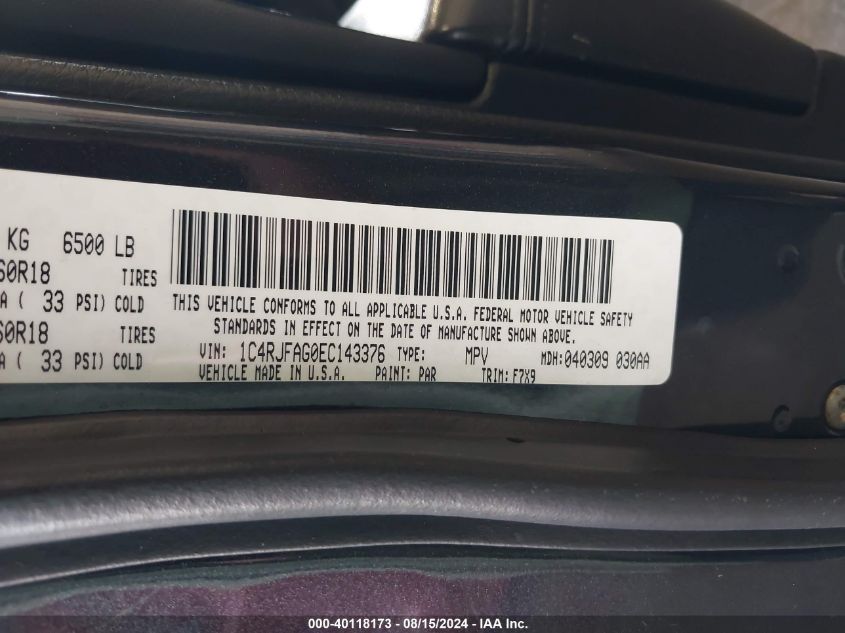 KG 6500 LB
60R18 TIRES
A ( 33 PSI) COLD
60R18 TIRES
A ( 33 PSI) COLD
THIS VEHICLE CONFORMS TO ALL APPLICABLE U.S.A. FEDERAL MOTOR VEHICLE SAFETY
STANDARDS IN EFFECT ON THE DATE OF MANUFACTURE SHOWN ABOVE.
VIN: 1C4RJFAG0EC143376 TYPE: MPV MDH:040309 030AA
VEHICLE MADE IN U.S.A. PAINT: PAR TRIM: F7X9
000-40118173 - 08/15/2024 - IAA Inc.